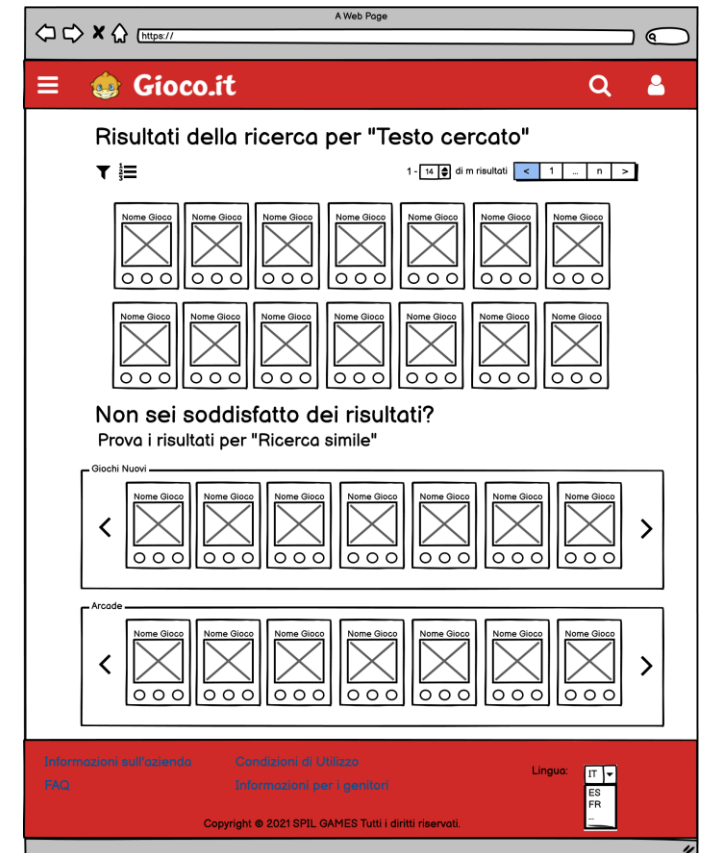 A Web Page
https://
Gioco.it
Risultati della ricerca per "Testo cercato"
1 - 14 di m risultati < 1 ... n >
Nome Gioco Nome Gioco Nome Gioco Nome Gioco Nome Gioco Nome Gioco Nome Gioco
Nome Gioco Nome Gioco Nome Gioco Nome Gioco Nome Gioco Nome Gioco Nome Gioco
Non sei soddisfatto dei risultati?
Prova i risultati per "Ricerca simile"
Giochi Nuovi
Nome Gioco Nome Gioco Nome Gioco Nome Gioco Nome Gioco Nome Gioco Nome Gioco
Arcade
Nome Gioco Nome Gioco Nome Gioco Nome Gioco Nome Gioco Nome Gioco Nome Gioco
Informazioni sull'azienda Condizioni di Utilizzo
Lingua: IT
FAQ Informazioni per i genitori
ES
FR
...
Copyright © 2021 SPIL GAMES Tutti i diritti riservati.